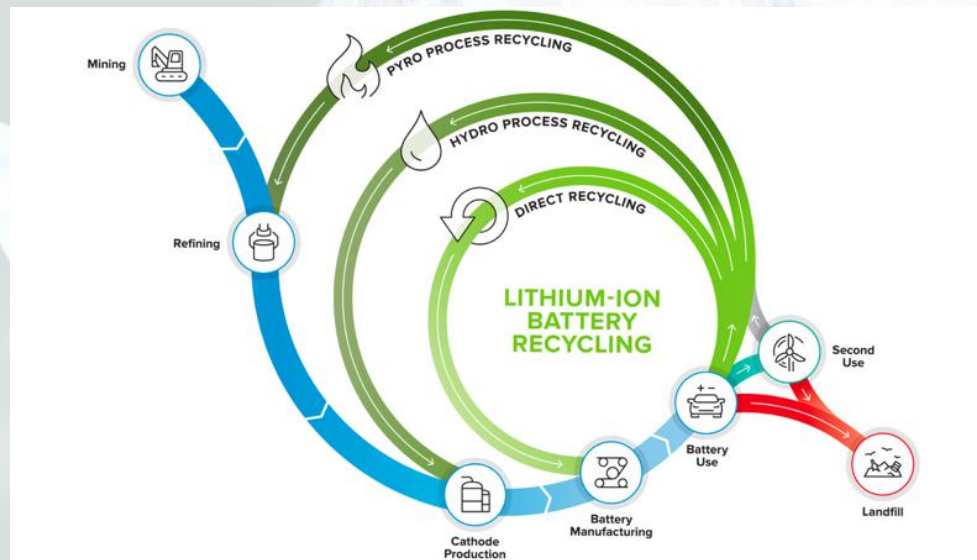 Mining
PYRO PROCESS RECYCLING
HYDRO PROCESS RECYCLING
DIRECT RECYCLING
Refining
LITHIUM-ION
BATTERY
RECYCLING
Second
Use
+ -
Battery
Use
Landfill
Battery
Manufacturing
Cathode
Production